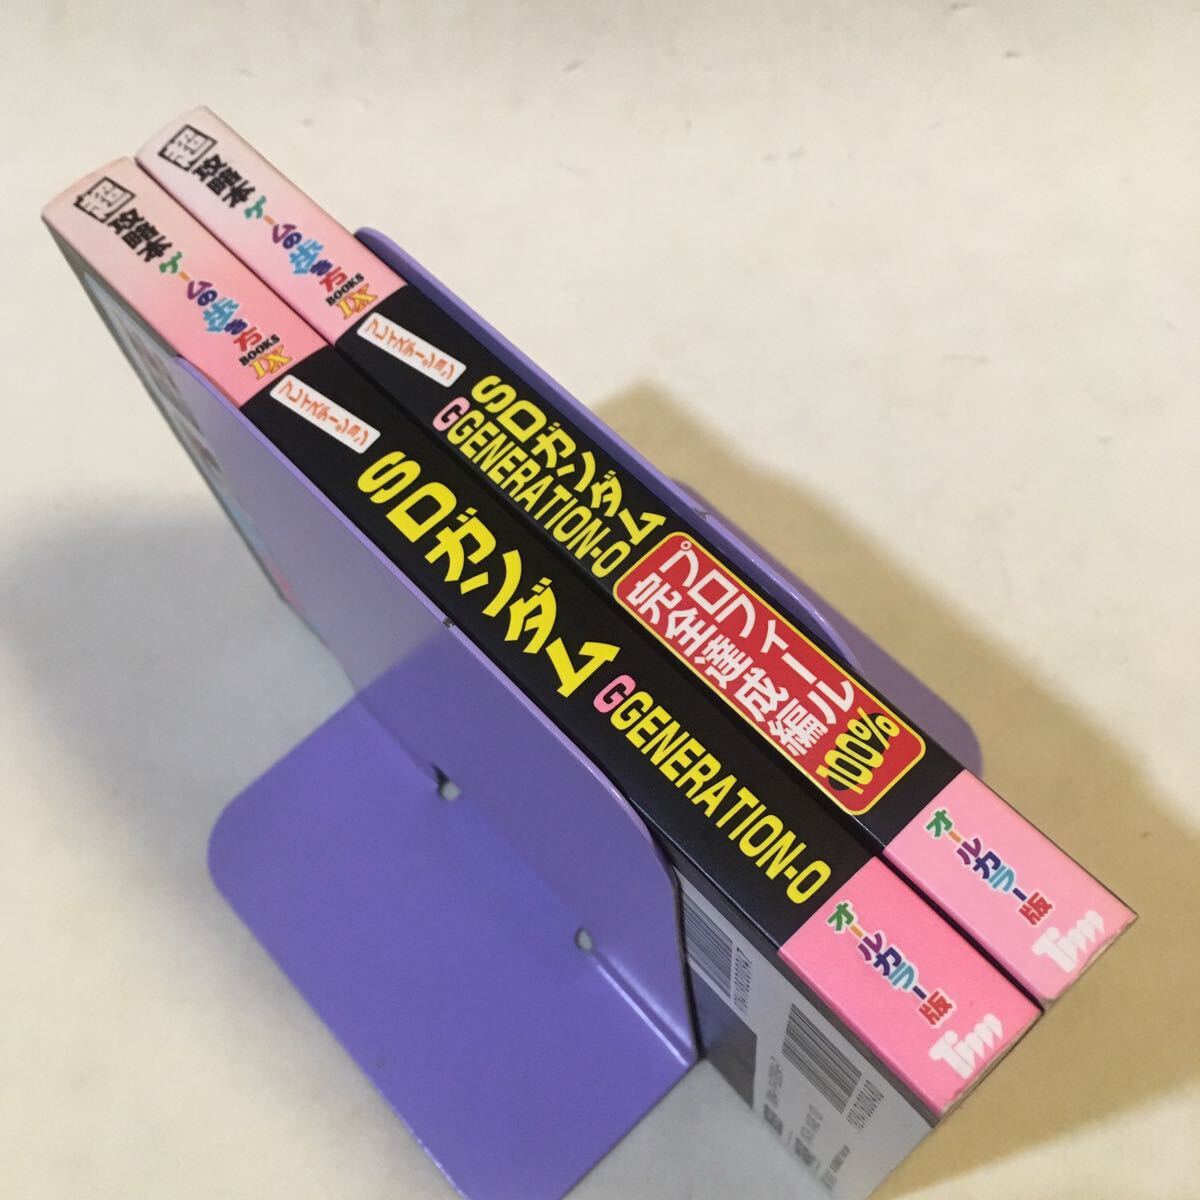 超攻略本
ゲームの歩き方
BOOKS
DX
プレイステーション
SDガンダム
GGENERATION-0
プロフィール
完全達成編
100%
オールカラー版
超攻略本
ゲームの歩き方
BOOKS
DX
プレイステーション
SDガンダム
GGENERATION-0
オールカラー版